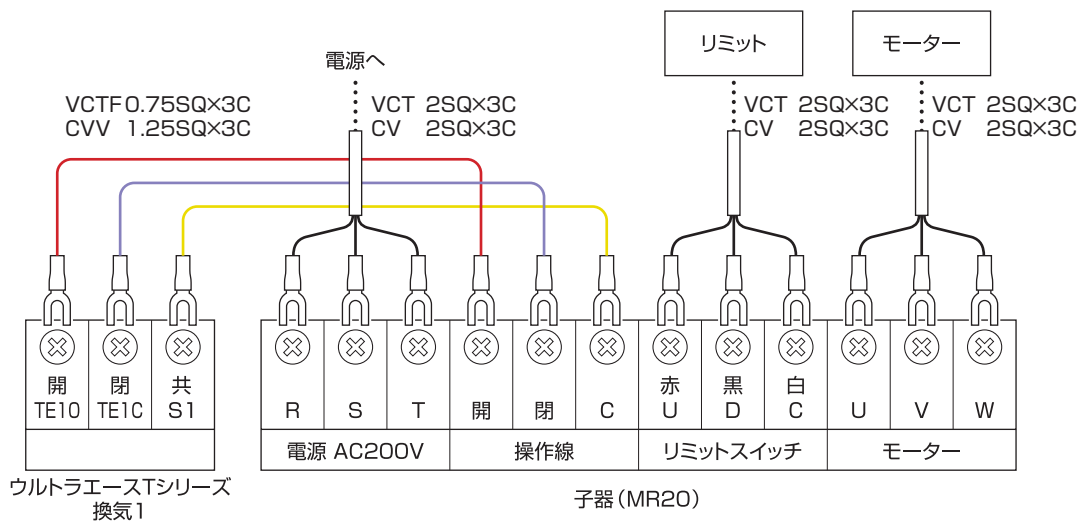 リミット
モーター
電源へ
VCTF0.75SQ×3C
CVV 1.25SQ×3C
VCT 2SQ×3C
CV 2SQ×3C
VCT 2SQ×3C
CV 2SQ×3C
VCT 2SQ×3C
CV 2SQ×3C
開 閉 共
TE1O TE1C S1
赤 黒 白
R S T 開 閉 C U D C U V W
電源 AC200V 操作線 リミットスイッチ モーター
ウルトラエースTシリーズ
換気1
子器(MR20)